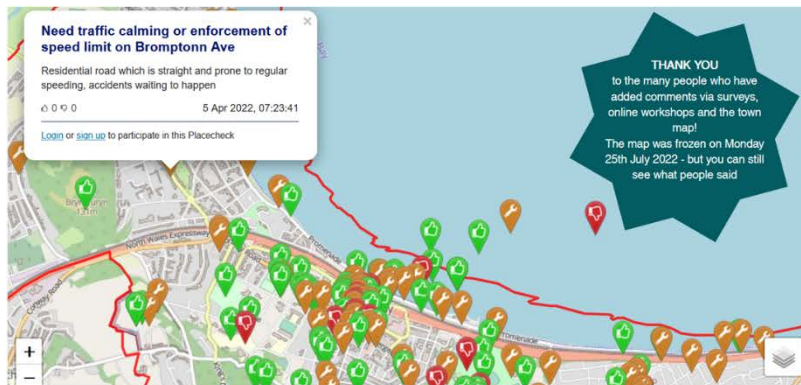 Need traffic calming or enforcement of
speed limit on Bromptonn Ave
Residential road which is straight and prone to regular
speeding, accidents waiting to happen
0 0
5 Apr 2022, 07:23:41
Login or sign up to participate in this Placecheck
THANK YOU
to the many people who have
added comments via surveys,
online workshops and the town
map!
The map was frozen on Monday
25th July 2022 - but you can still
see what people said
Bay
131m
North Wales Expressway
Promenade
Conway Road
Promenade
+
−